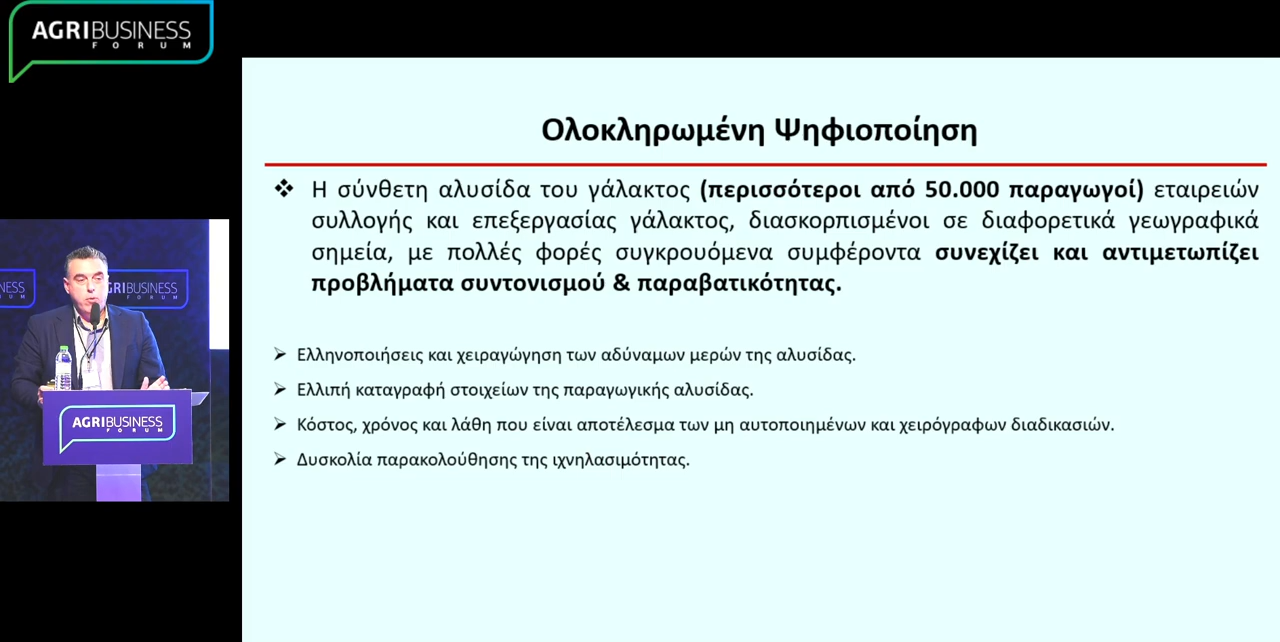 AGRIBUSINESS
FORUM
Ολοκληρωμένη Ψηφιοποίηση
❖ Η σύνθετη αλυσίδα του γάλακτος (περισσότεροι από 50.000 παραγωγοί) εταιρειών
συλλογής και επεξεργασίας γάλακτος, διασκορπισμένοι σε διαφορετικά γεωγραφικά
σημεία, με πολλές φορές συγκρουόμενα συμφέροντα συνεχίζει και αντιμετωπίζει
προβλήματα συντονισμού & παραβατικότητας.
➢ Ελληνοποιήσεις και χειραγώγηση των αδύναμων μερών της αλυσίδας.
➢ Ελλιπή καταγραφή στοιχείων της παραγωγικής αλυσίδας.
➢ Κόστος, χρόνος και λάθη που είναι αποτέλεσμα των μη αυτοποιημένων και χειρόγραφων διαδικασιών.
➢ Δυσκολία παρακολούθησης της ιχνηλασιμότητας.
NESS
RIBUSINESS
FORUM
AGRIBUSINESS
FORUM